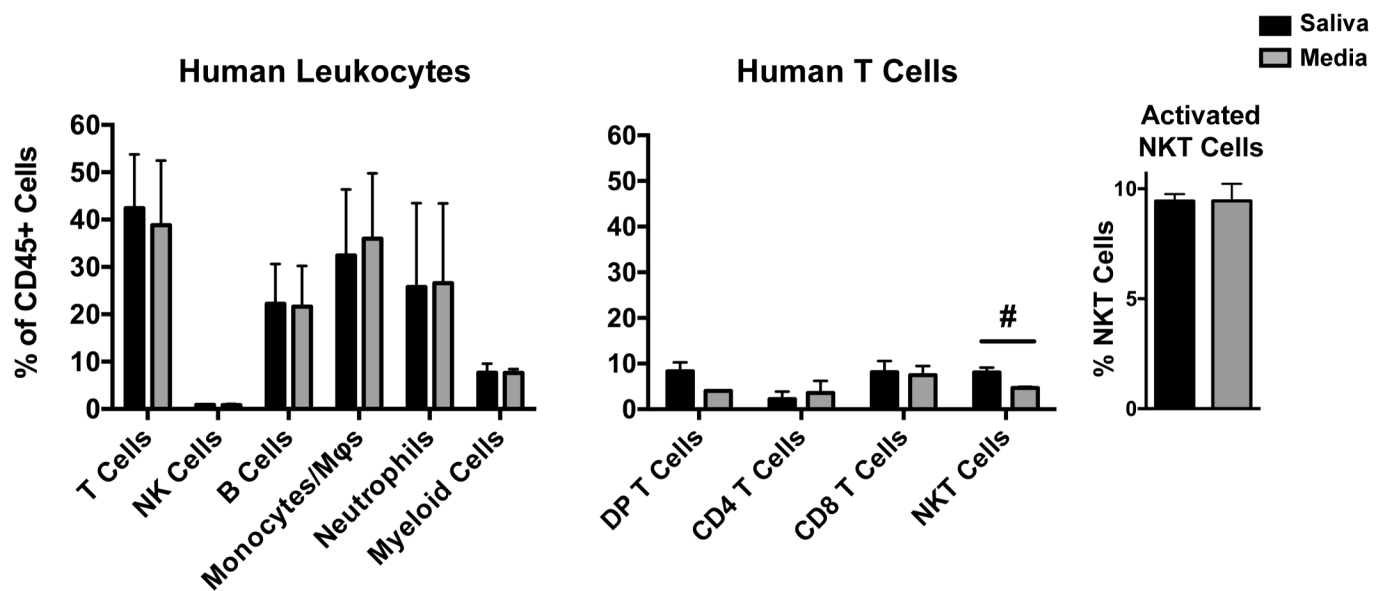 Saliva
Media
Human Leukocytes
% of CD45+ Cells
60
50
40
30
20
10
0
T Cells
NK Cells
B Cells
Monocytes/Mφs
Neutrophils
Myeloid Cells
Human T Cells
60
50
40
30
20
10
0
#
DP T Cells
CD4 T Cells
CD8 T Cells
NKT Cells
Activated
NKT Cells
% NKT Cells
10
5
0